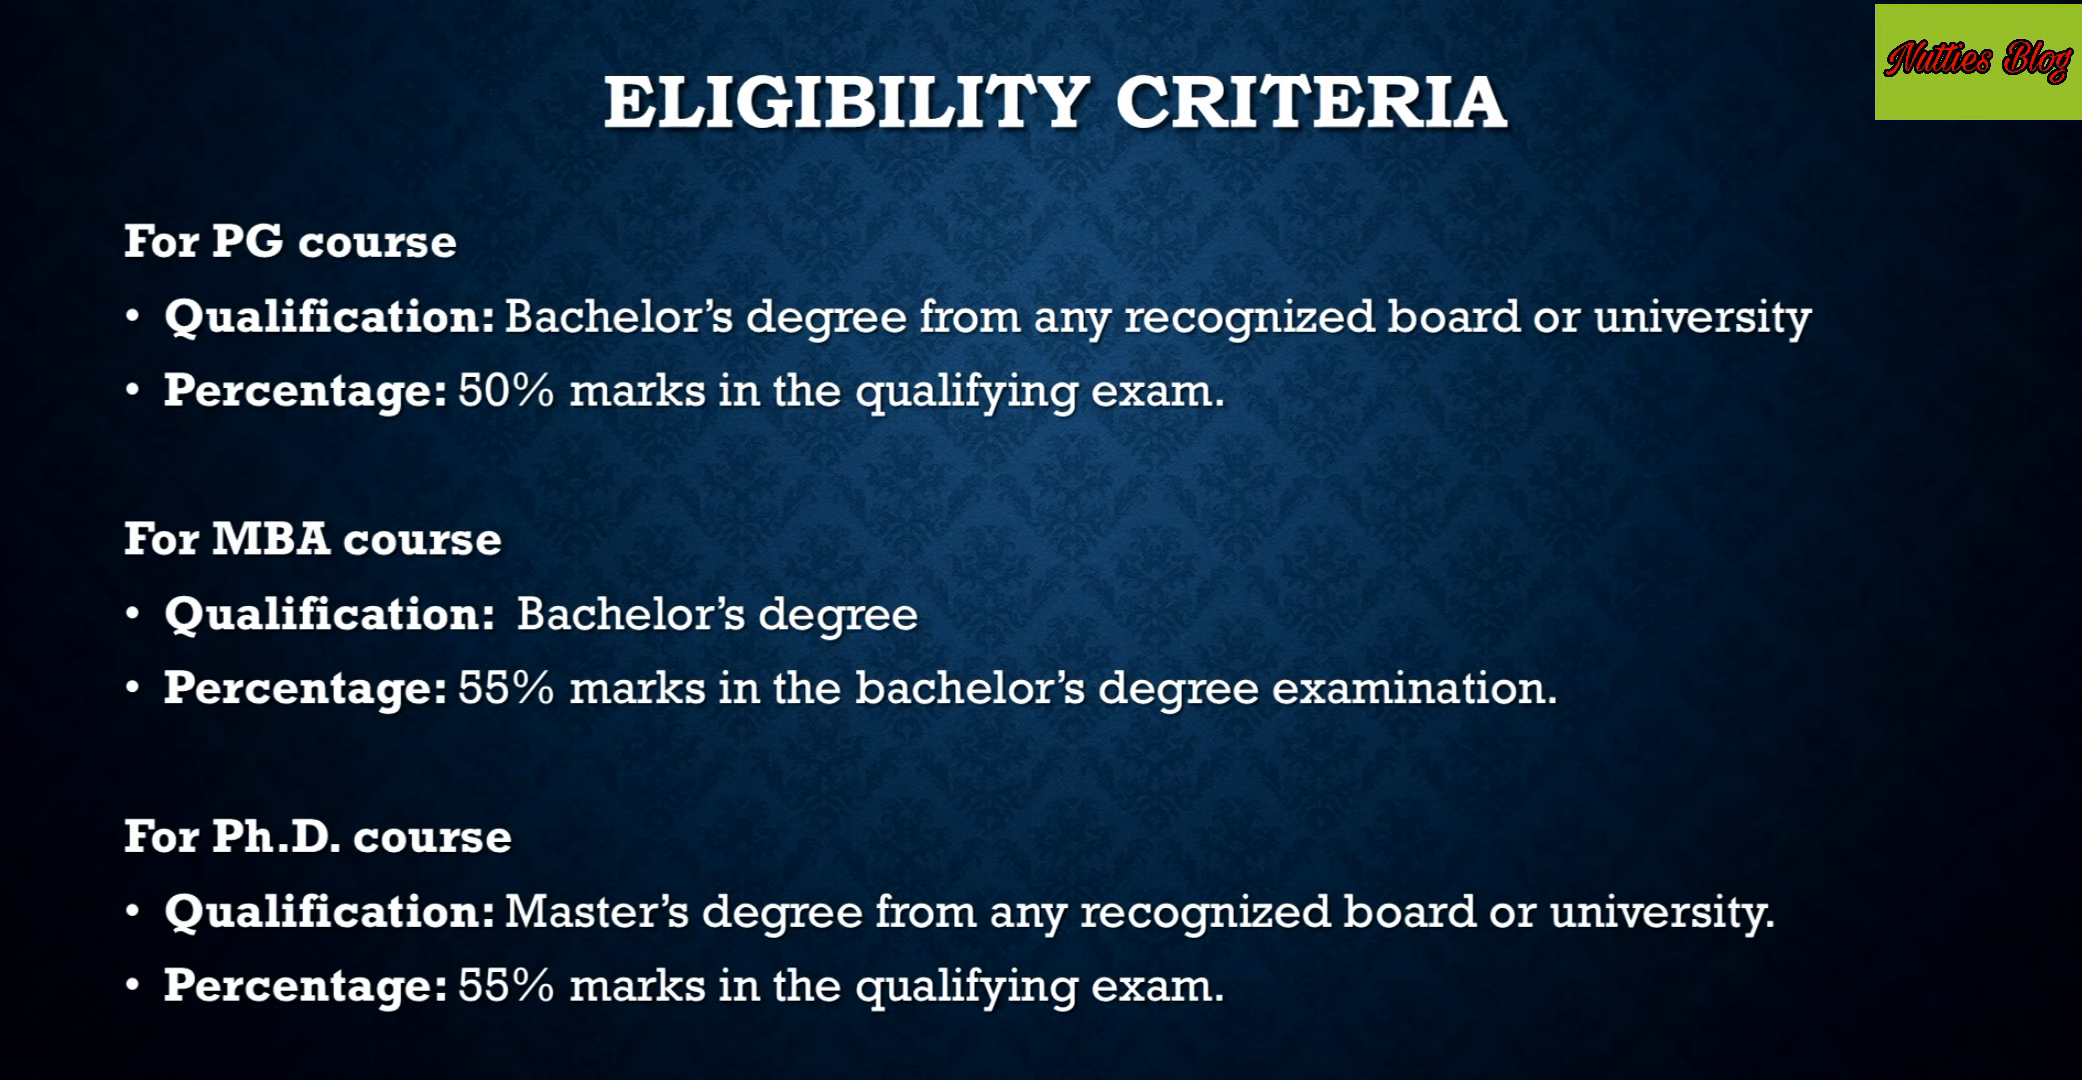 Nutties Blog
ELIGIBILITY CRITERIA
For PG course
• Qualification: Bachelor’s degree from any recognized board or university
• Percentage: 50% marks in the qualifying exam.
For MBA course
• Qualification: Bachelor’s degree
• Percentage: 55% marks in the bachelor’s degree examination.
For Ph.D. course
• Qualification: Master’s degree from any recognized board or university.
• Percentage: 55% marks in the qualifying exam.